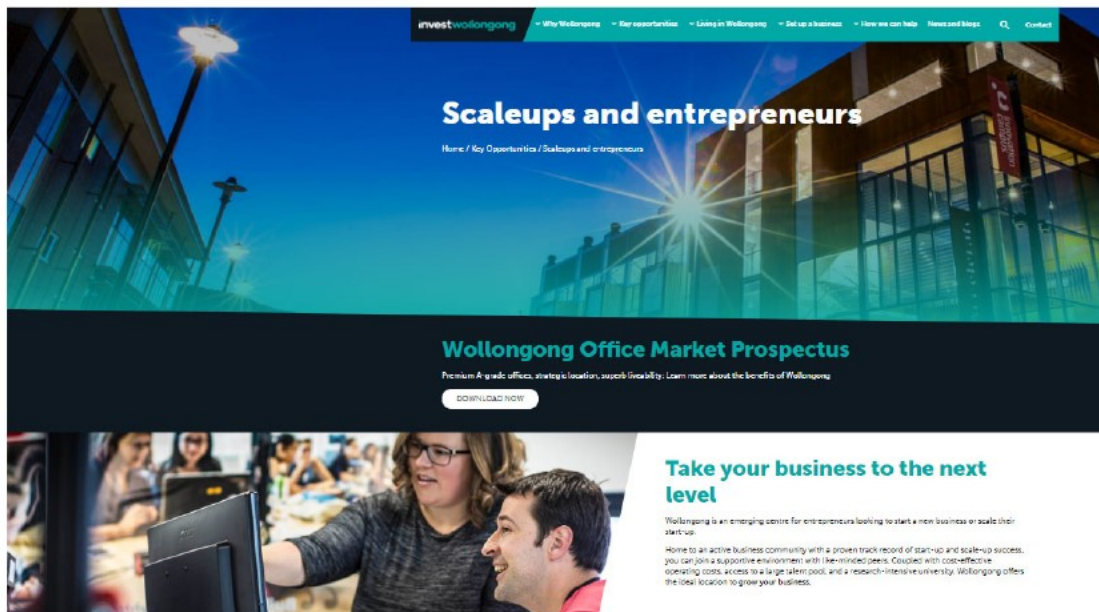 investwollongong
Why Wollongong Key opportunities Living in Wollongong Set up a business How we can help News and blogs Contact
Scaleups and entrepreneurs
Home / Key Opportunities / Scaleups and entrepreneurs
innovation campus
Wollongong Office Market Prospectus
Premium A-grade offices, strategic location, superb liveability: Learn more about the benefits of Wollongong
DOWNLOAD NOW
Take your business to the next
level
Wollongong is an emerging centre for entrepreneurs looking to start a new business or scale their
start-up.
Home to an active business community with a proven track record of start-up and scale-up success,
you can join a supportive environment with like-minded peers. Coupled with cost-effective
operating costs, access to a large talent pool, and a research-intensive university, Wollongong offers
the ideal location to grow your business.